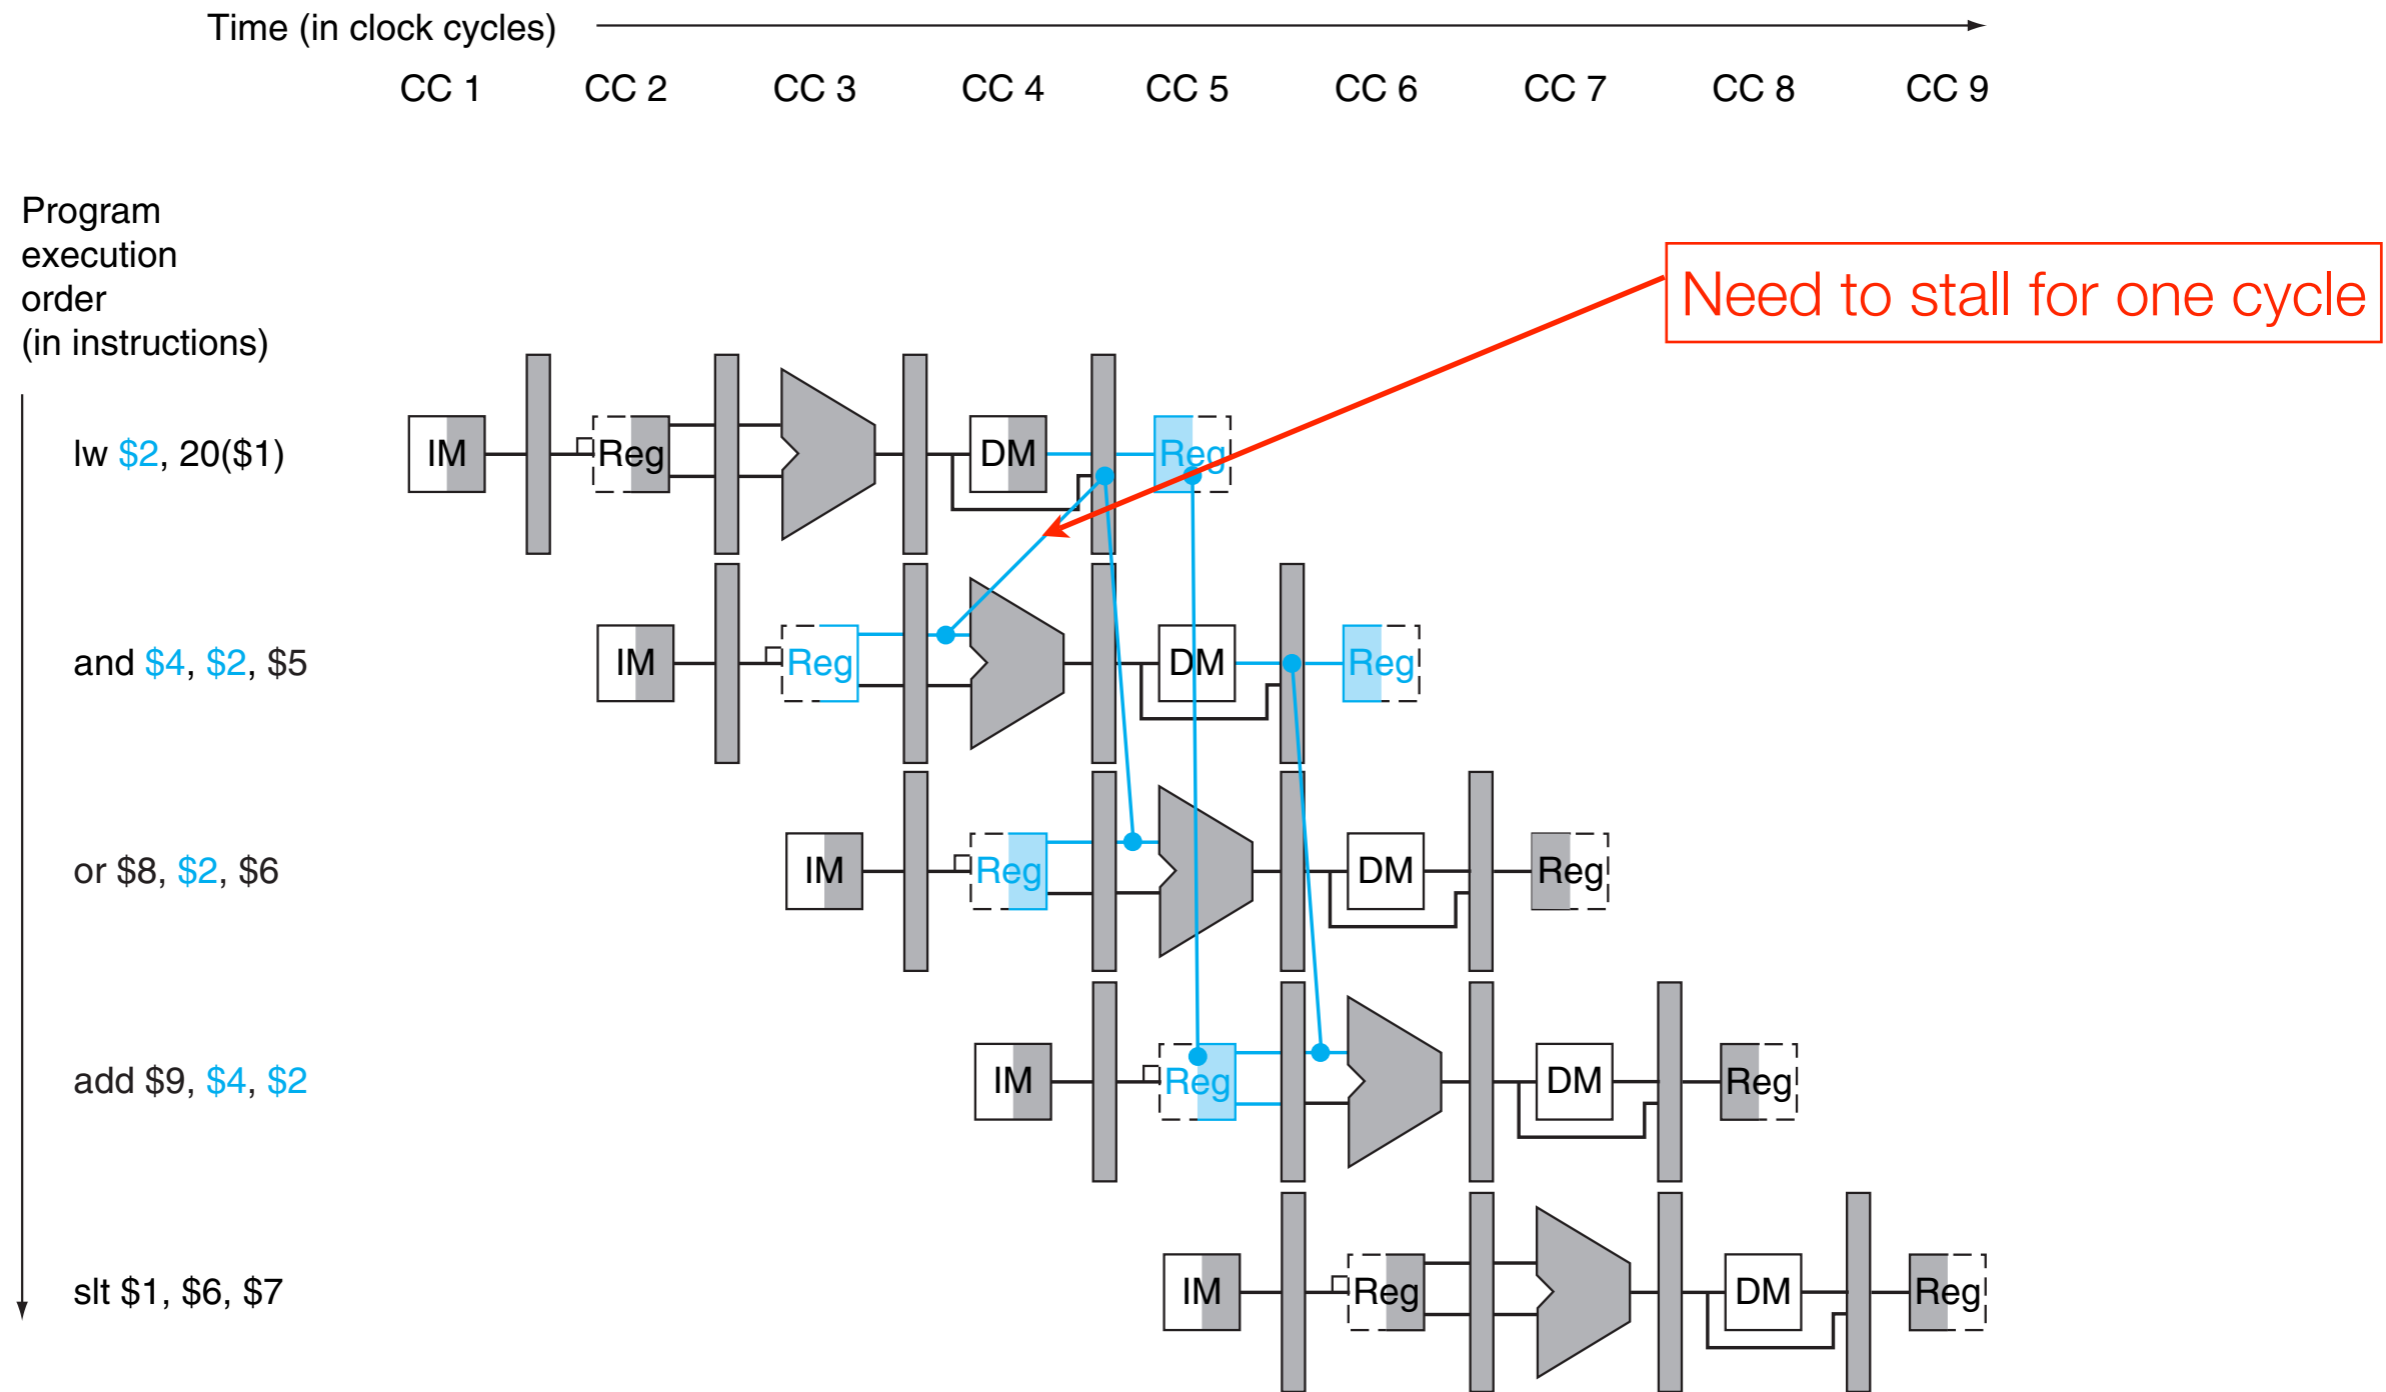 Time (in clock cycles)
CC 1 CC 2 CC 3 CC 4 CC 5 CC 6 CC 7 CC 8 CC 9
Program
execution
order
(in instructions)
Need to stall for one cycle
lw $2, 20($1)
IM Reg DM Reg
and $4, $2, $5
IM Reg DM Reg
or $8, $2, $6
IM Reg DM Reg
add $9, $4, $2
IM Reg DM Reg
slt $1, $6, $7
IM Reg DM Reg